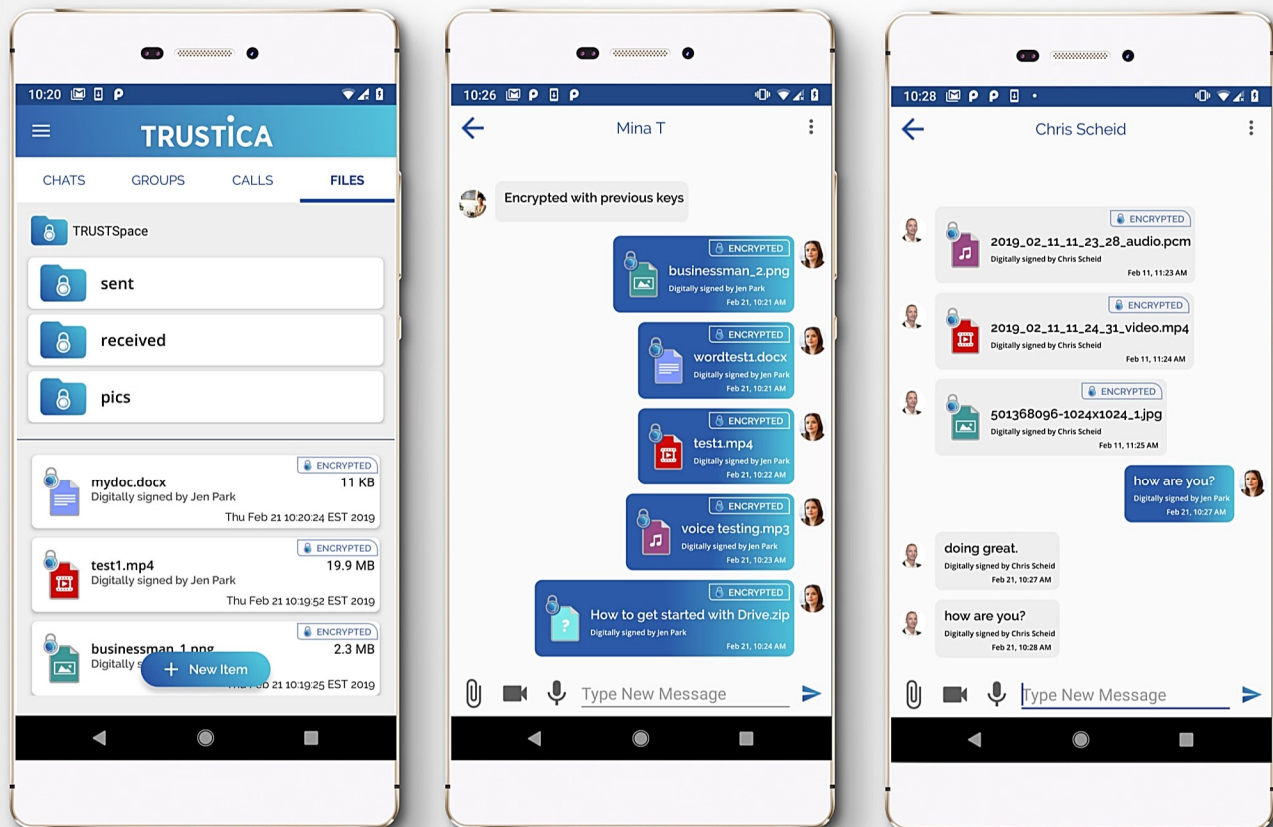 10:20
TRUSTICA
CHATS GROUPS CALLS FILES
TRUSTSpace
sent
received
pics
ENCRYPTED
mydoc.docx 11 KB
Digitally signed by Jen Park
Thu Feb 21 10:20:24 EST 2019
ENCRYPTED
test1.mp4 19.9 MB
Digitally signed by Jen Park
Thu Feb 21 10:19:52 EST 2019
ENCRYPTED
businessman_1.png 2.3 MB
Digitally
+ New Item
21 10:19:25 EST 2019
10:26
Mina T
Encrypted with previous keys
ENCRYPTED
businessman_2.png
Digitally signed by Jen Park
Feb 21, 10:21 AM
ENCRYPTED
wordtest1.docx
Digitally signed by Jen Park
Feb 21, 10:21 AM
ENCRYPTED
test1.mp4
Digitally signed by Jen Park
Feb 21, 10:22 AM
ENCRYPTED
voice testing.mp3
Digitally signed by Jen Park
Feb 21, 10:23 AM
ENCRYPTED
How to get started with Drive.zip
Digitally signed by Jen Park
Feb 21, 10:24 AM
Type New Message
10:28
Chris Scheid
ENCRYPTED
2019_02_11_11_23_28_audio.pcm
Digitally signed by Chris Scheid
Feb 11, 11:23 AM
ENCRYPTED
2019_02_11_11_24_31_video.mp4
Digitally signed by Chris Scheid
Feb 11, 11:24 AM
ENCRYPTED
501368096-1024x1024_1.jpg
Digitally signed by Chris Scheid
Feb 11, 11:25 AM
how are you?
Digitally signed by Jen Park
Feb 21, 10:27 AM
doing great.
Digitally signed by Chris Scheid
Feb 21, 10:27 AM
how are you?
Digitally signed by Chris Scheid
Feb 21, 10:28 AM
Type New Message